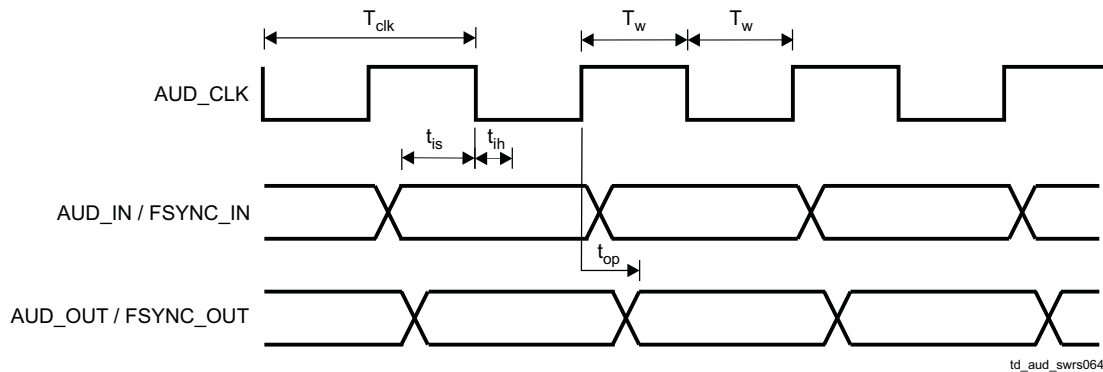 T_clk T_w T_w
AUD_CLK
t_is t_ih
AUD_IN / FSYNC_IN
t_op
AUD_OUT / FSYNC_OUT
td_aud_swrs064